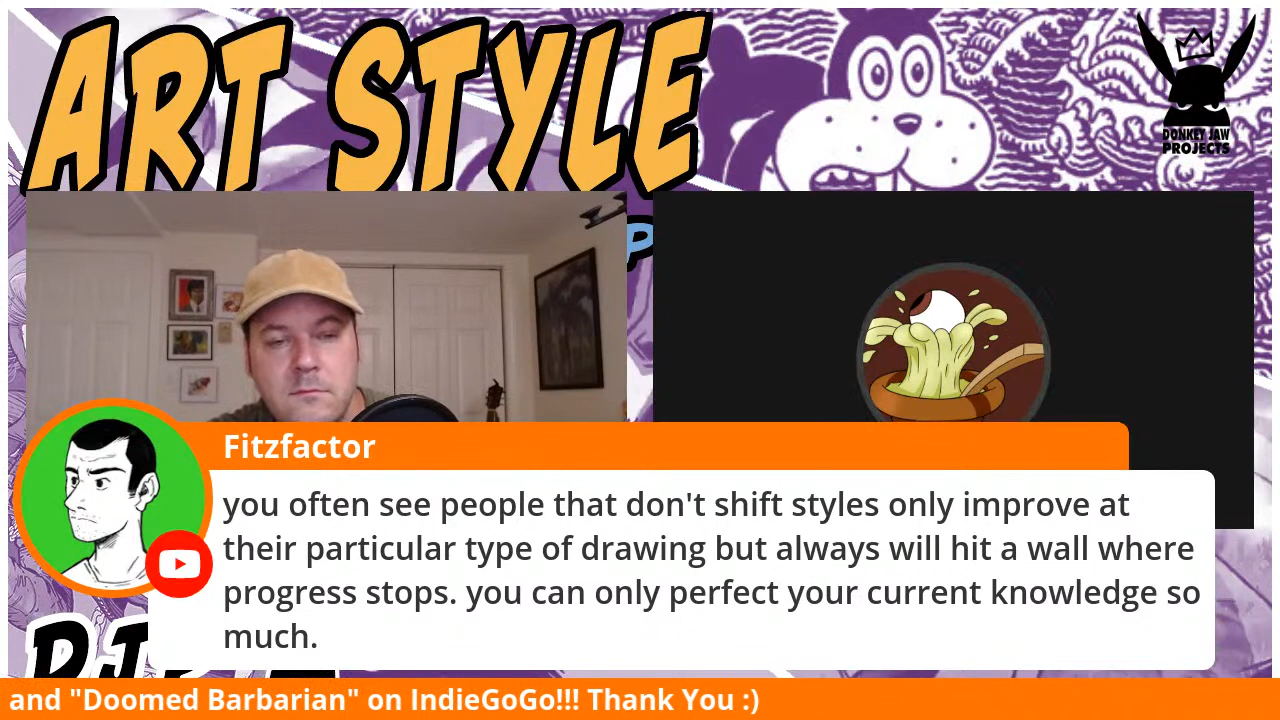 ART STYLE
DONKEY JAW
PROJECTS
P
Fitzfactor
you often see people that don't shift styles only improve at
their particular type of drawing but always will hit a wall where
progress stops. you can only perfect your current knowledge so
much.
and "Doomed Barbarian" on IndieGoGo!!! Thank You :)